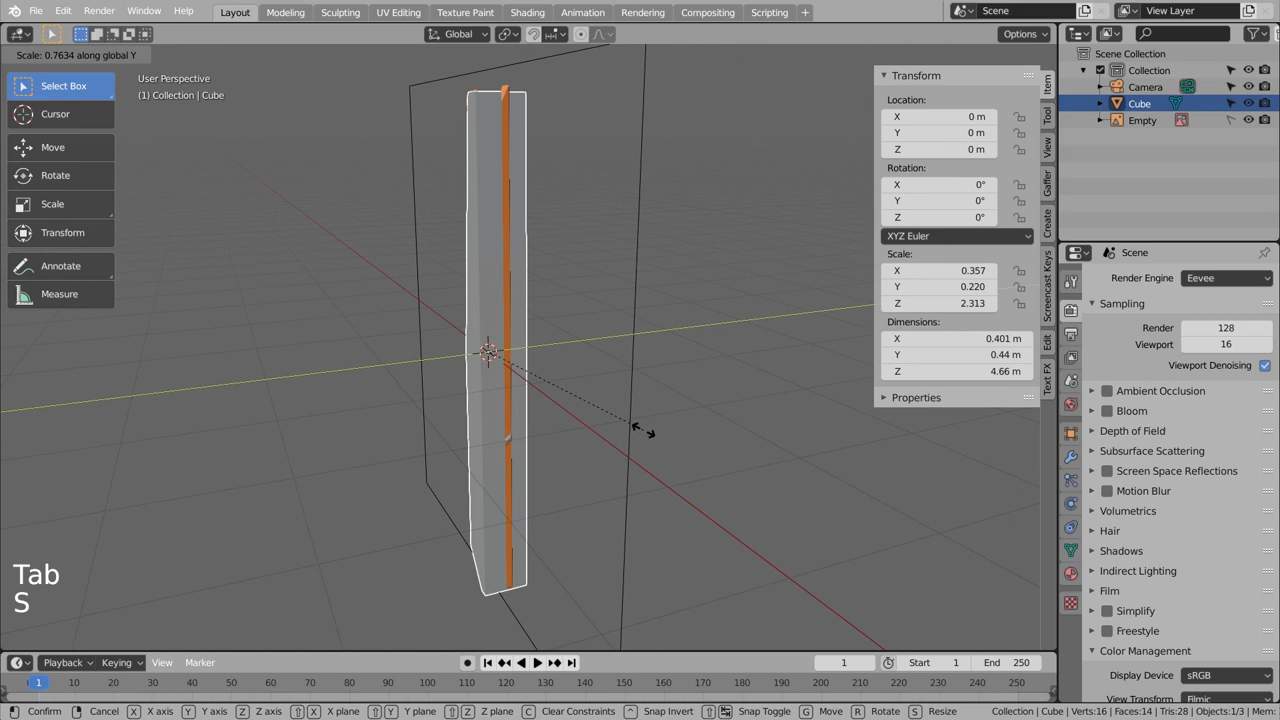 File Edit Render Window Help Layout Modeling Sculpting UV Editing Texture Paint Shading Animation Rendering Compositing Scripting + Scene View Layer
Global Options
Scale: 0.7634 along global Y
Select Box
Cursor
Move
Rotate
Scale
Transform
Annotate
Measure
User Perspective
(1) Collection | Cube
Tab
S
Transform
Location:
X 0 m
Y 0 m
Z 0 m
Rotation:
X 0°
Y 0°
Z 0°
XYZ Euler
Scale:
X 0.357
Y 0.220
Z 2.313
Dimensions:
X 0.401 m
Y 0.44 m
Z 4.66 m
Properties
Item
Tool
View
Gaffer
Create
Screencast Keys
Edit
Text FX
Scene Collection
Collection
Camera
Cube
Empty
Scene
Render Engine Eevee
Sampling
Render 128
Viewport 16
Viewport Denoising
Ambient Occlusion
Bloom
Depth of Field
Subsurface Scattering
Screen Space Reflections
Motion Blur
Volumetrics
Hair
Shadows
Indirect Lighting
Film
Simplify
Freestyle
Color Management
Display Device sRGB
View Transform Filmic
Playback Keying View Marker 1 Start 1 End 250
1 10 20 30 40 50 60 70 80 90 100 110 120 130 140 150 160 170 180 190 200 210 220 230 240 250
Confirm Cancel X X axis Y Y axis Z Z axis X X plane Y Y plane Z Z plane C Clear Constraints Snap Invert Snap Toggle G Move R Rotate S Resize Collection | Cube | Verts:16 | Faces:14 | Tris:28 | Objects:1/3 | Mem: